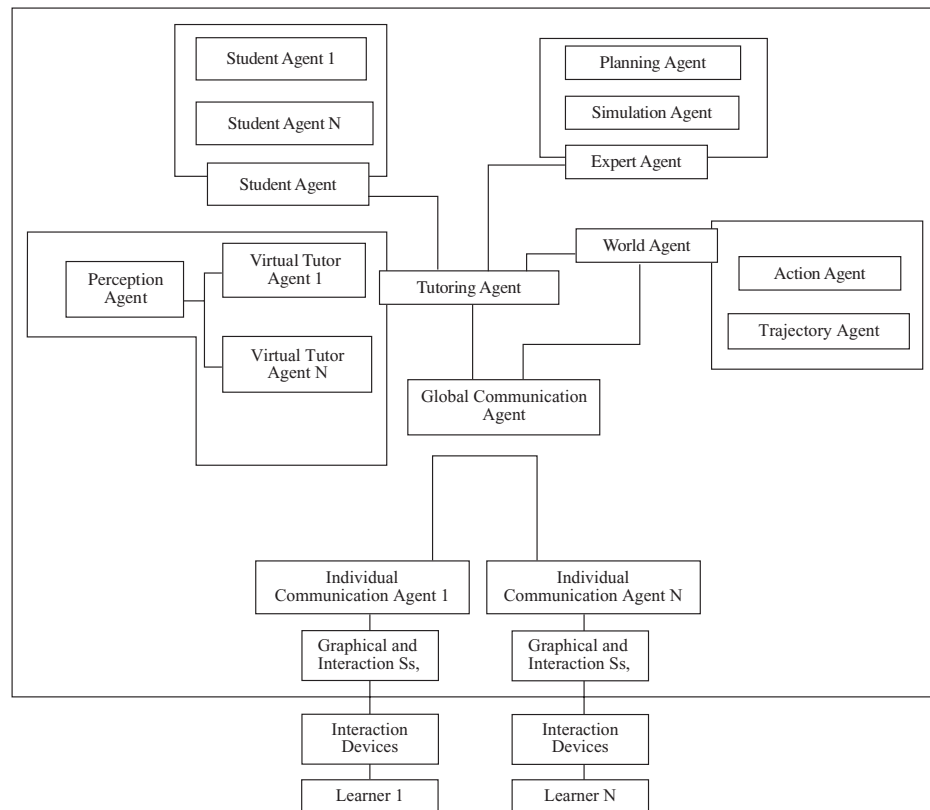 Student Agent 1
Student Agent N
Student Agent
Planning Agent
Simulation Agent
Expert Agent
World Agent
Action Agent
Trajectory Agent
Perception
Agent
Virtual Tutor
Agent 1
Virtual Tutor
Agent N
Tutoring Agent
Global Communication
Agent
Individual
Communication Agent 1
Individual
Communication Agent N
Graphical and
Interaction Ss,
Graphical and
Interaction Ss,
Interaction
Devices
Interaction
Devices
Learner 1
Learner N